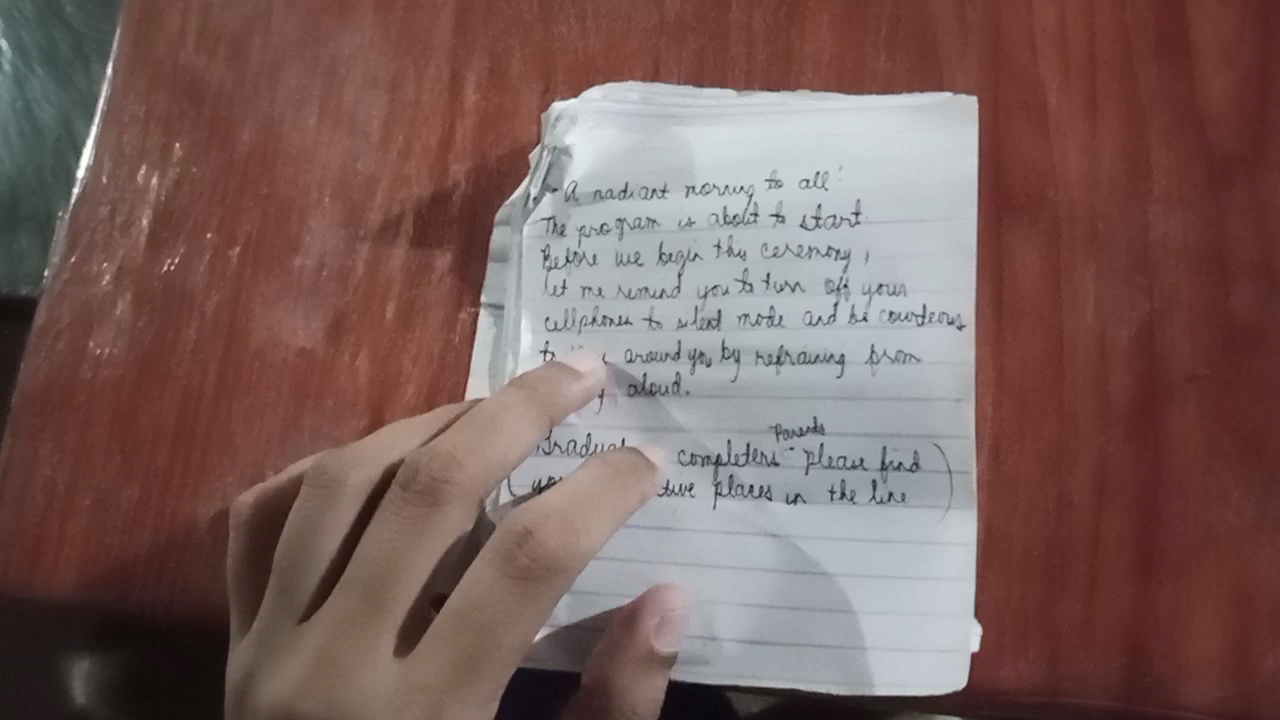 - A radiant morning to all!
The program is about to start
Before we begin this ceremony,
let me remind you to turn off your
cellphones to silent mode and be courteous
to around you by refraining from
aloud.
Parents
completers - please find
places in the line